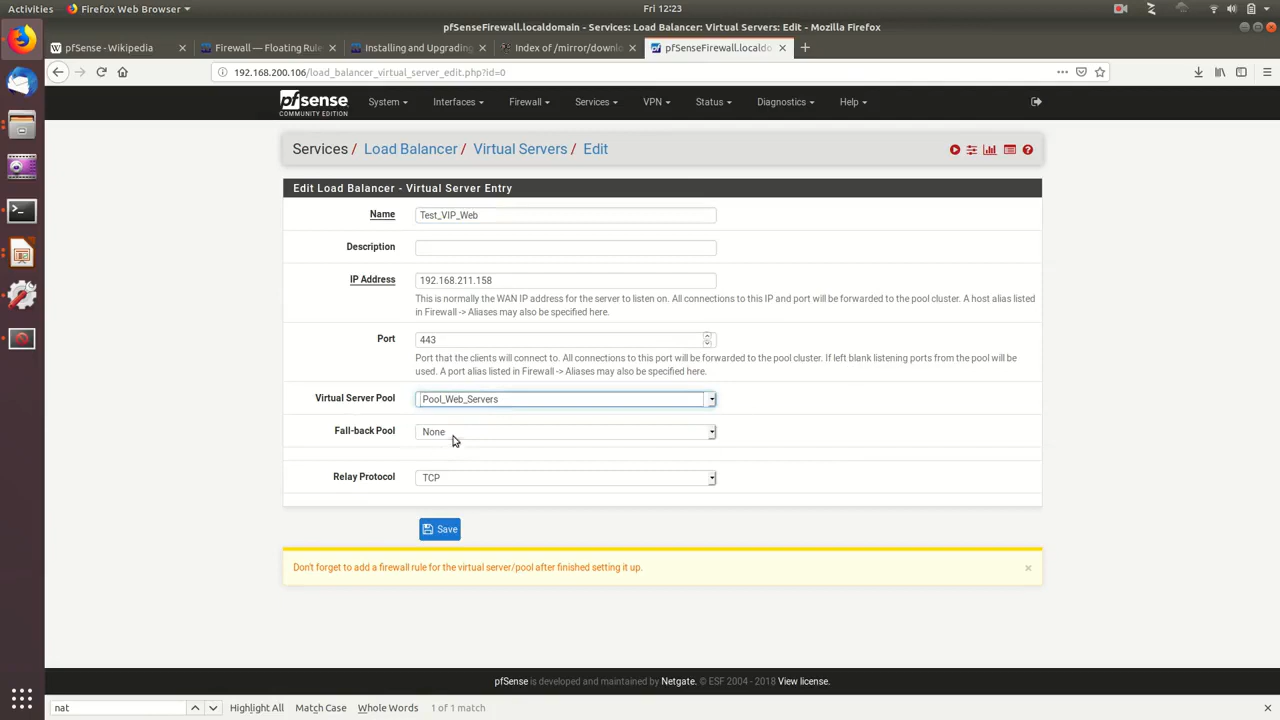 Activities
Firefox Web Browser
Fri 12:23
pfSenseFirewall.localdomain - Services: Load Balancer: Virtual Servers: Edit - Mozilla Firefox
pfSense - Wikipedia
Firewall — Floating Rule
Installing and Upgrading
Index of /mirror/downlo
pfSenseFirewall.localdo
192.168.200.106/load_balancer_virtual_server_edit.php?id=0
pfsense
COMMUNITY EDITION
System
Interfaces
Firewall
Services
VPN
Status
Diagnostics
Help
Services / Load Balancer / Virtual Servers / Edit
Edit Load Balancer - Virtual Server Entry
Name
Test_VIP_Web
Description
IP Address
192.168.211.158
This is normally the WAN IP address for the server to listen on. All connections to this IP and port will be forwarded to the pool cluster. A host alias listed
in Firewall -> Aliases may also be specified here.
Port
443
Port that the clients will connect to. All connections to this port will be forwarded to the pool cluster. If left blank listening ports from the pool will be
used. A port alias listed in Firewall -> Aliases may also be specified here.
Virtual Server Pool
Pool_Web_Servers
Fall-back Pool
None
Relay Protocol
TCP
Save
Don't forget to add a firewall rule for the virtual server/pool after finished setting it up.
pfSense is developed and maintained by Netgate. © ESF 2004 - 2018 View license.
nat
Highlight All
Match Case
Whole Words
1 of 1 match